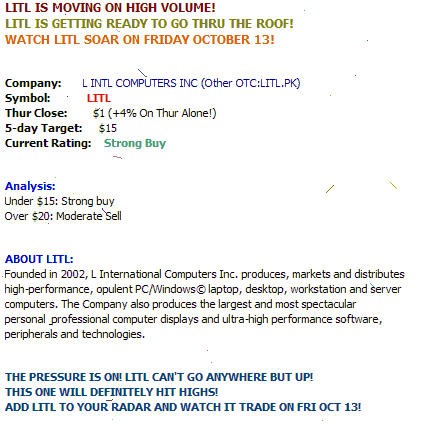 LITL IS MOVING ON HIGH VOLUME!
LITL IS GETTING READY TO GO THRU THE ROOF!
WATCH LITL SOAR ON FRIDAY OCTOBER 13!
Company: L INTL COMPUTERS INC (Other OTC:LITL.PK)
Symbol: LITL
Thur Close: $1 (+4% On Thur Alone!)
5-day Target: $15
Current Rating: Strong Buy
Analysis:
Under $15: Strong buy
Over $20: Moderate Sell
ABOUT LITL:
Founded in 2002, L International Computers Inc. produces, markets and distributes
high-performance, opulent PC/Windows© laptop, desktop, workstation and server
computers. The Company also produces the largest and most spectacular
personal professional computer displays and ultra-high performance software,
peripherals and technologies.
THE PRESSURE IS ON! LITL CAN'T GO ANYWHERE BUT UP!
THIS ONE WILL DEFINITELY HIT HIGHS!
ADD LITL TO YOUR RADAR AND WATCH IT TRADE ON FRI OCT 13!